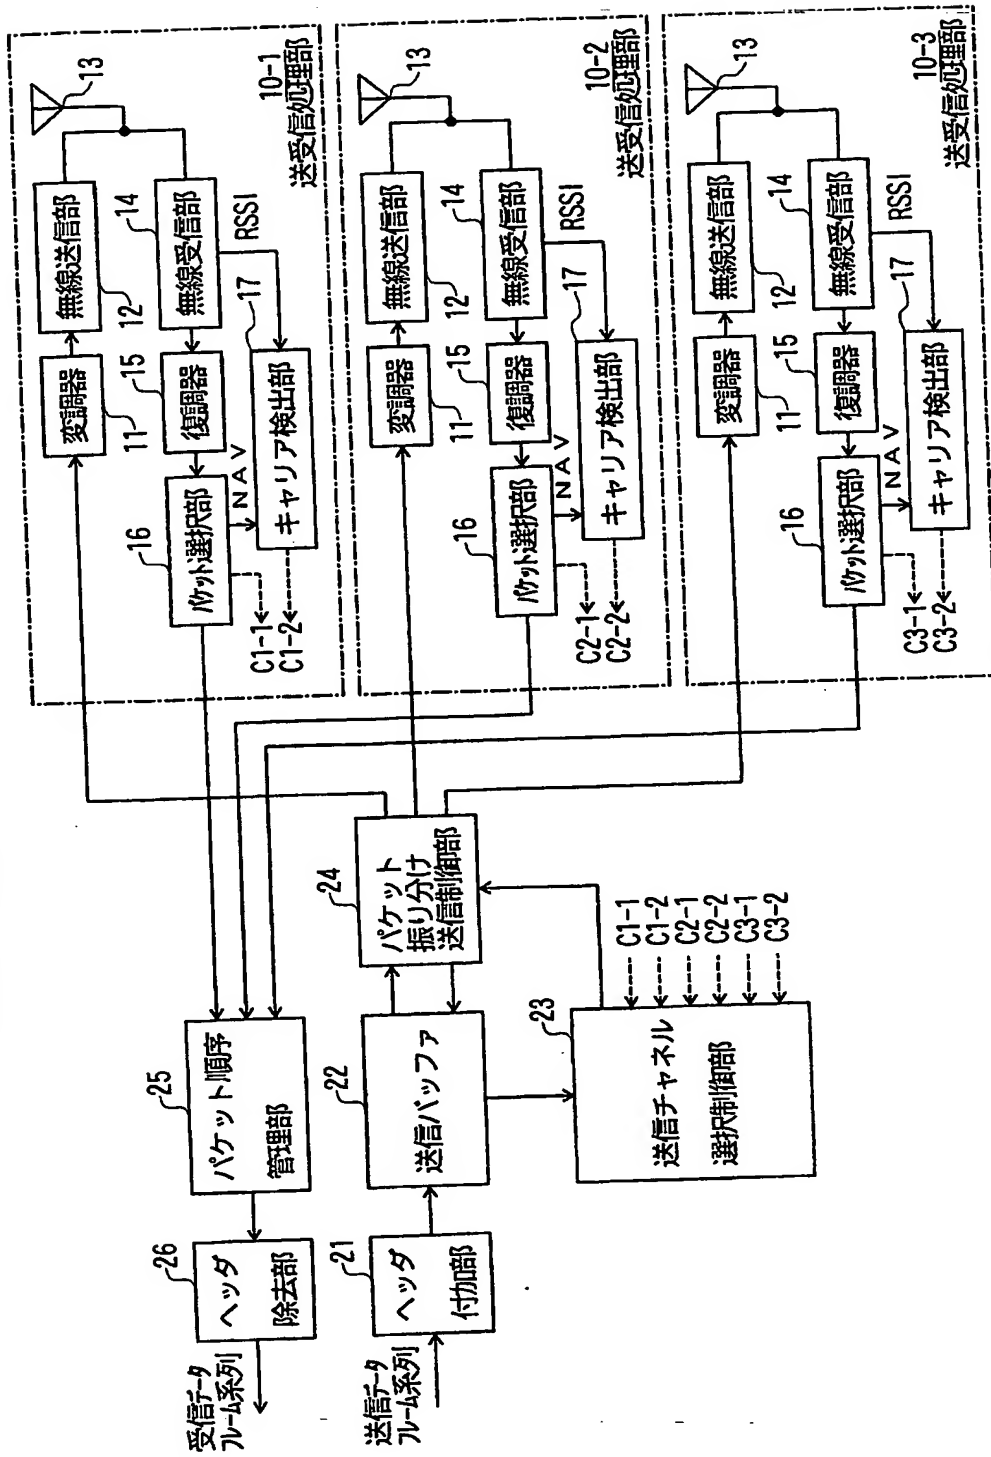 受信データ
フレーム系列
26
ヘッダ
除去部
25
パケット順序
管理部
送信データ
フレーム系列
21
ヘッダ
付加部
22
送信バッファ
24
パケット
振り分け
送信制御部
23
送信チャネル
選択制御部
C1-1
C1-2
C2-1
C2-2
C3-1
C3-2
変調器
11
無線送信部
12
13
16
パケット選択部
15
復調器
14
無線受信部
NAV
17
RSSI
キャリア検出部
C1-1
C1-2
10-1
送受信処理部
変調器
11
無線送信部
12
13
16
パケット選択部
15
復調器
14
無線受信部
NAV
17
RSSI
キャリア検出部
C2-1
C2-2
10-2
送受信処理部
変調器
11
無線送信部
12
13
16
パケット選択部
15
復調器
14
無線受信部
NAV
17
RSSI
キャリア検出部
C3-1
C3-2
10-3
送受信処理部